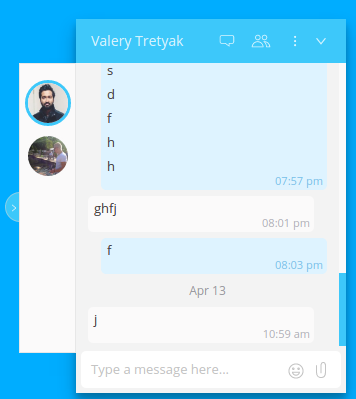 Valery Tretyak
s
d
f
h
h
07:57 pm
ghfj
08:01 pm
f
08:03 pm
Apr 13
j
10:59 am
Type a message here...